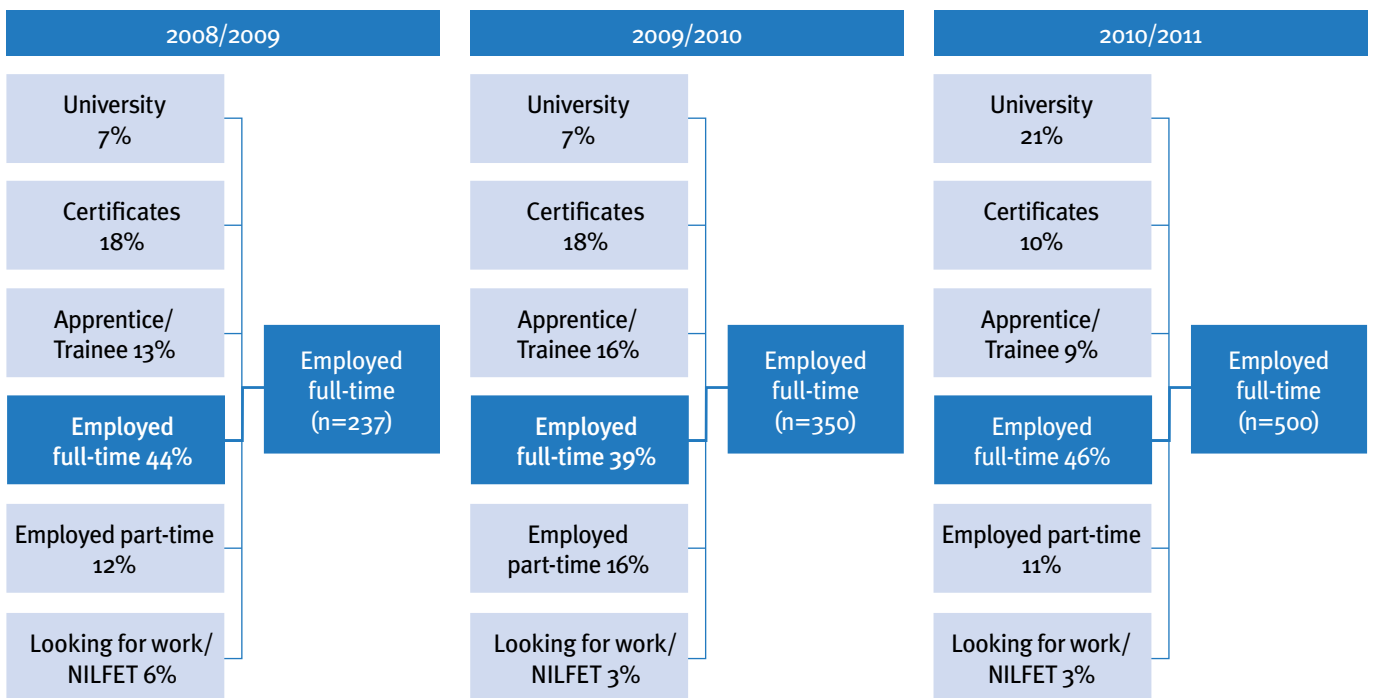 2008/2009
University
7%
Certificates
18%
Apprentice/
Trainee 13%
Employed
full-time 44%
Employed part-time
12%
Looking for work/
NILFET 6%
Employed
full-time
(n=237)
2009/2010
University
7%
Certificates
18%
Apprentice/
Trainee 16%
Employed
full-time 39%
Employed
part-time 16%
Looking for work/
NILFET 3%
Employed
full-time
(n=350)
2010/2011
University
21%
Certificates
10%
Apprentice/
Trainee 9%
Employed
full-time 46%
Employed part-time
11%
Looking for work/
NILFET 3%
Employed
full-time
(n=500)